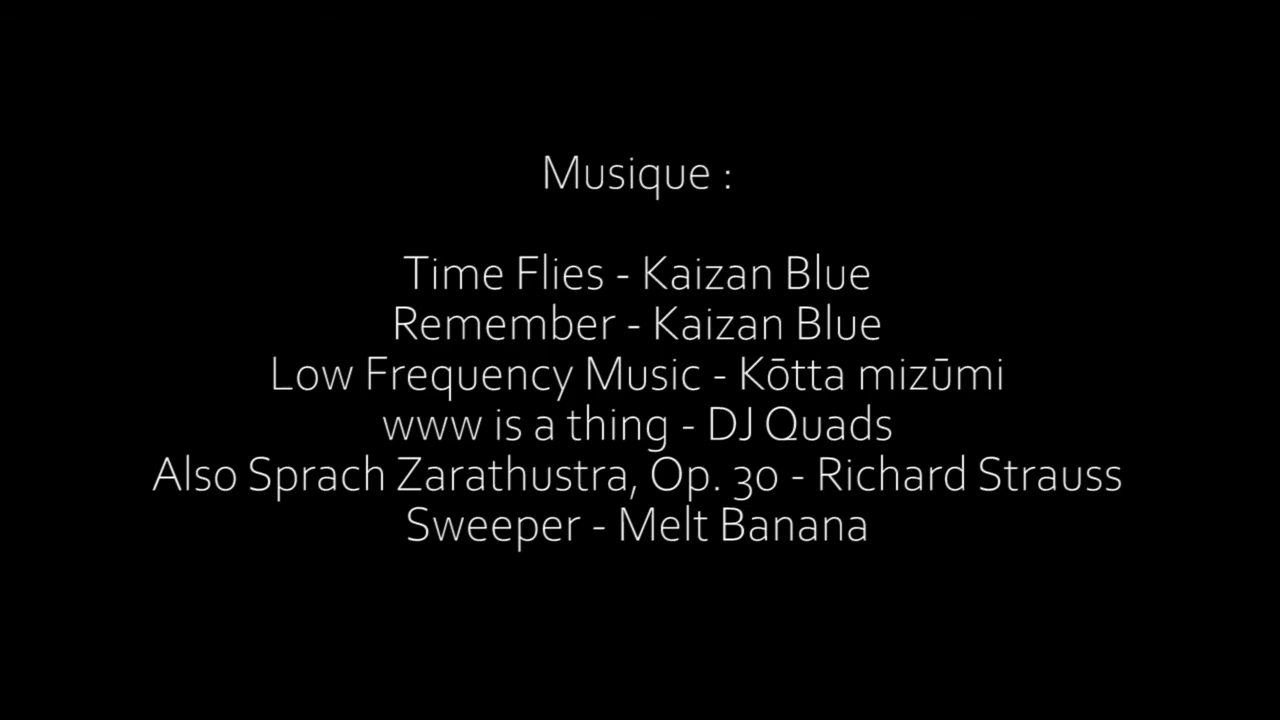 Musique :
Time Flies - Kaizan Blue
Remember - Kaizan Blue
Low Frequency Music - Kōtta mizūmi
www is a thing - DJ Quads
Also Sprach Zarathustra, Op. 30 - Richard Strauss
Sweeper - Melt Banana